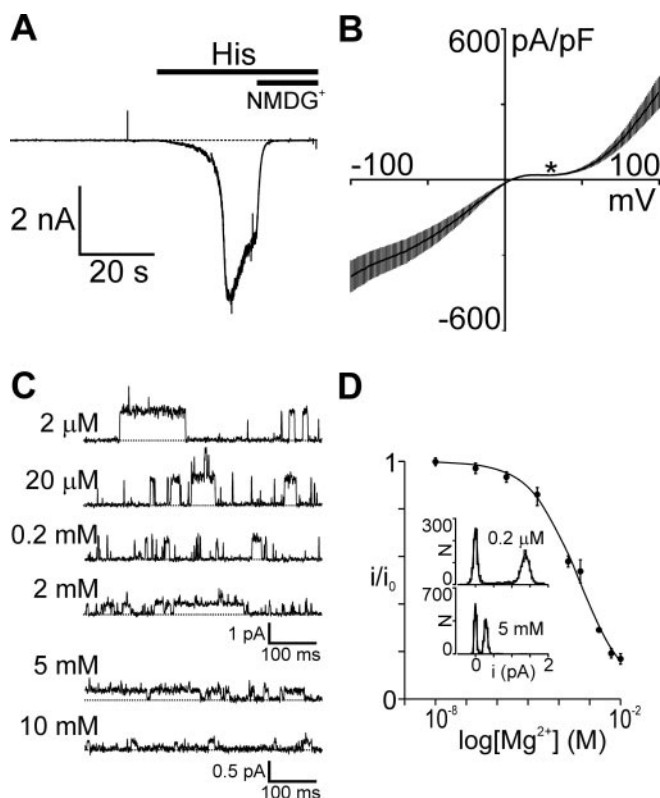 A
His
NMDG⁺
2 nA
20 s
B
600
pA/pF
*
-100
100
mV
-600
C
2 µM
20 µM
0.2 mM
2 mM
1 pA
100 ms
5 mM
10 mM
0.5 pA
100 ms
D
1
i/i₀
0
300
N
0.2 µM
700
N
5 mM
0
2
i (pA)
10⁻⁸
10⁻²
log[Mg²⁺] (M)